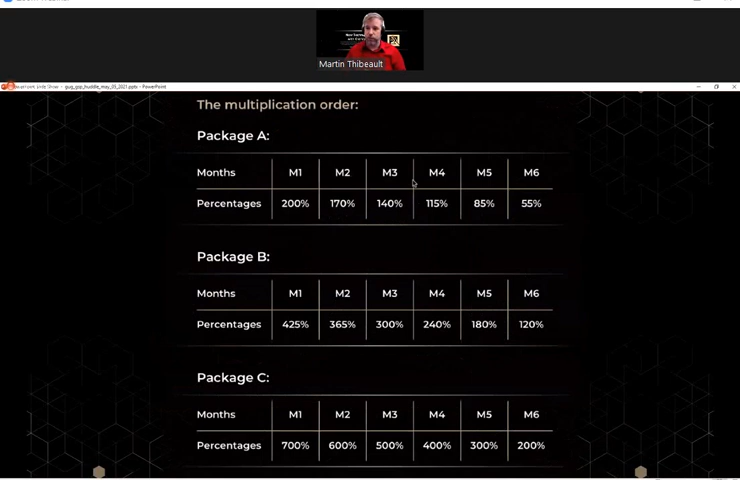 Martin Thibeault
The multiplication order:
Package A:
Months M1 M2 M3 M4 M5 M6
Percentages 200% 170% 140% 115% 85% 55%
Package B:
Months M1 M2 M3 M4 M5 M6
Percentages 425% 365% 300% 240% 180% 120%
Package C:
Months M1 M2 M3 M4 M5 M6
Percentages 700% 600% 500% 400% 300% 200%